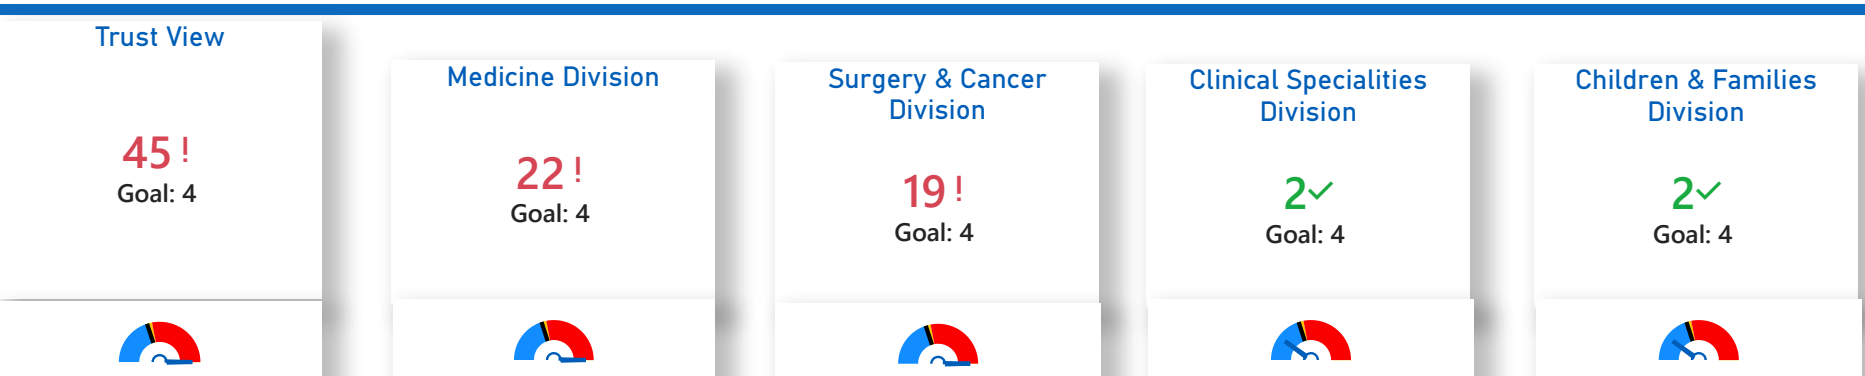 Trust View
45 !
Goal: 4
Medicine Division
22 !
Goal: 4
Surgery & Cancer
Division
19 !
Goal: 4
Clinical Specialities
Division
2✓
Goal: 4
Children & Families
Division
2✓
Goal: 4